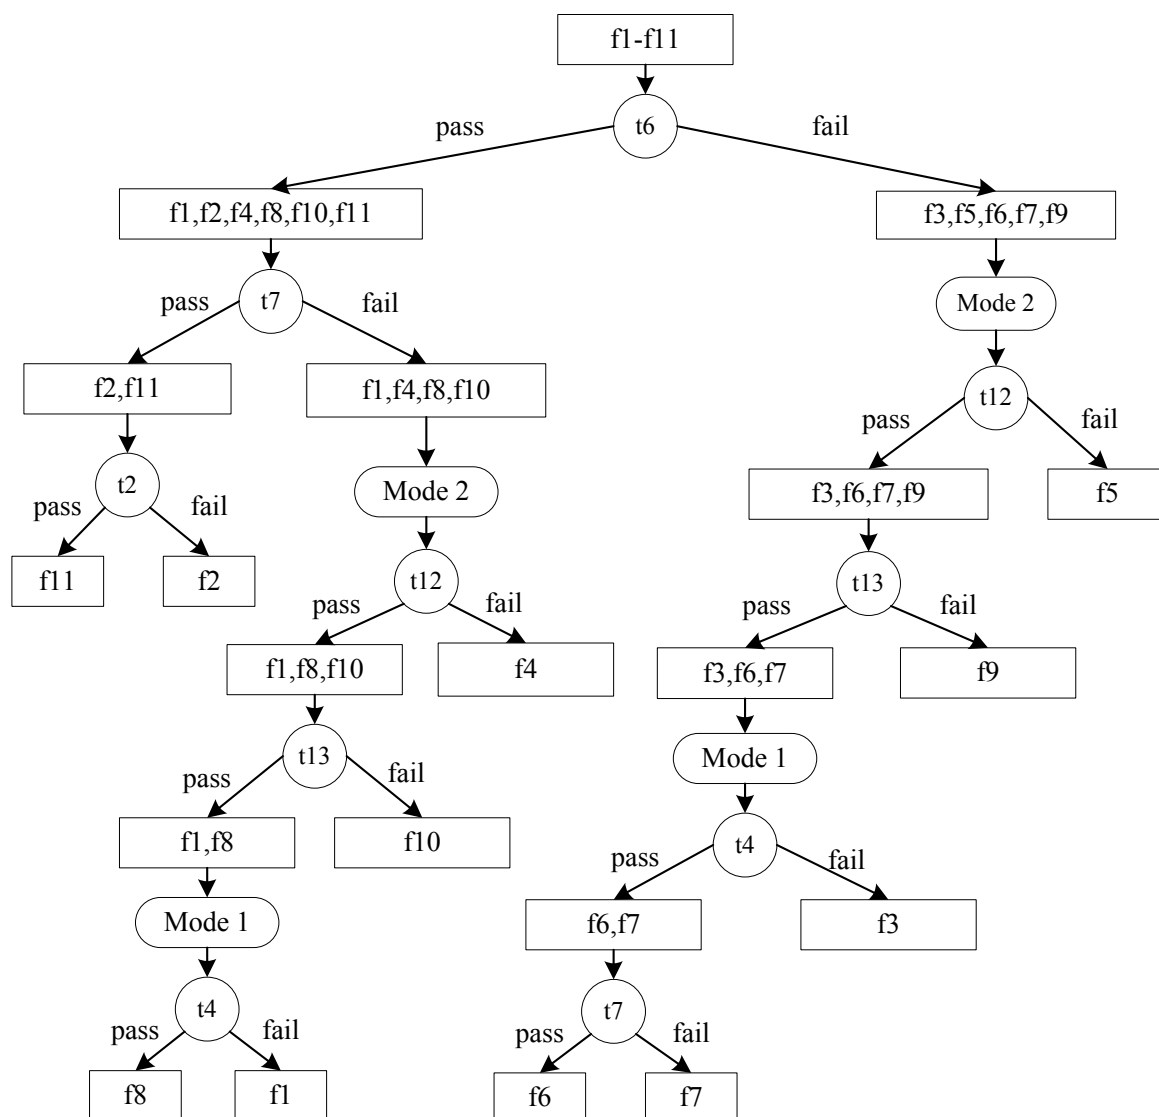 f1-f11
t6
pass
fail
f1,f2,f4,f8,f10,f11
f3,f5,f6,f7,f9
t7
Mode 2
pass
fail
f2,f11
f1,f4,f8,f10
t12
pass
fail
t2
Mode 2
f3,f6,f7,f9
f5
pass
fail
f11
f2
t12
t13
pass
fail
pass
fail
f1,f8,f10
f4
f3,f6,f7
f9
t13
Mode 1
pass
fail
f1,f8
f10
t4
pass
fail
Mode 1
f6,f7
f3
t4
t7
pass
fail
pass
fail
f8
f1
f6
f7